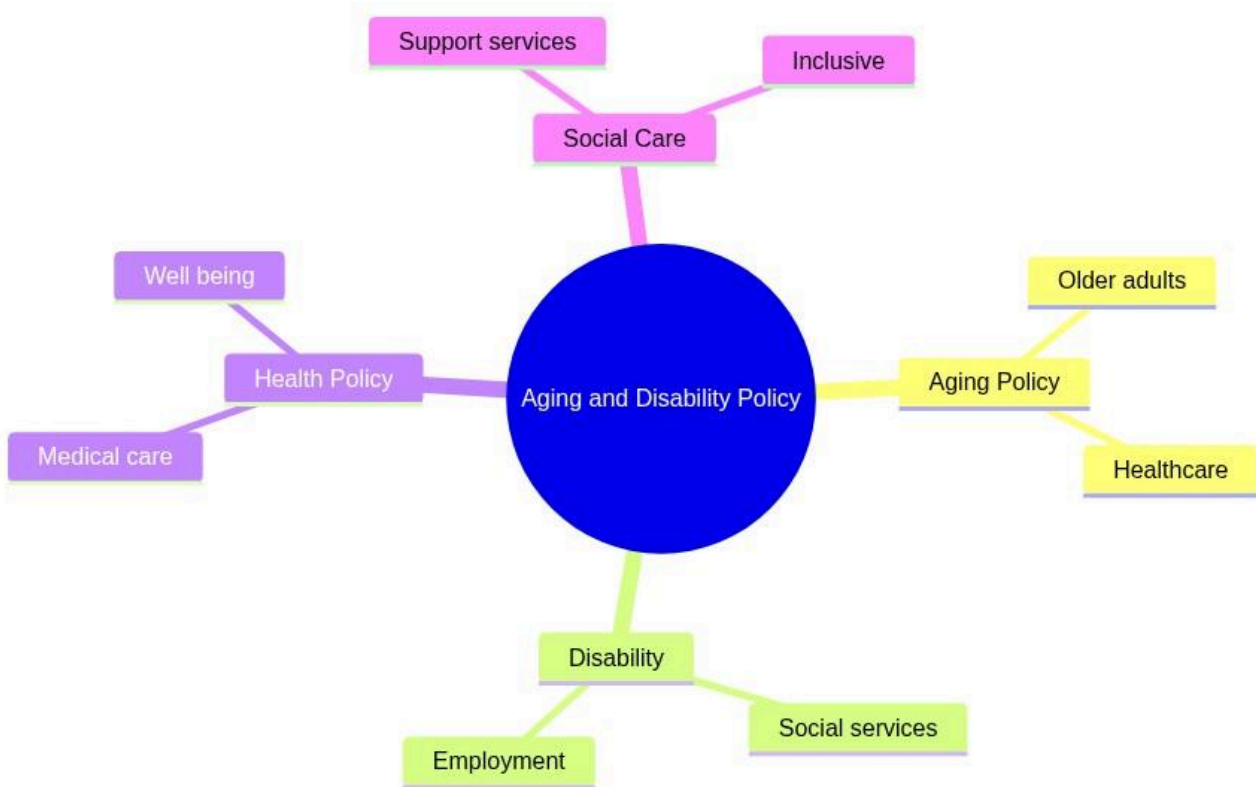 Support services
Inclusive
Social Care
Well being
Older adults
Health Policy
Aging and Disability Policy
Aging Policy
Medical care
Healthcare
Disability
Social services
Employment